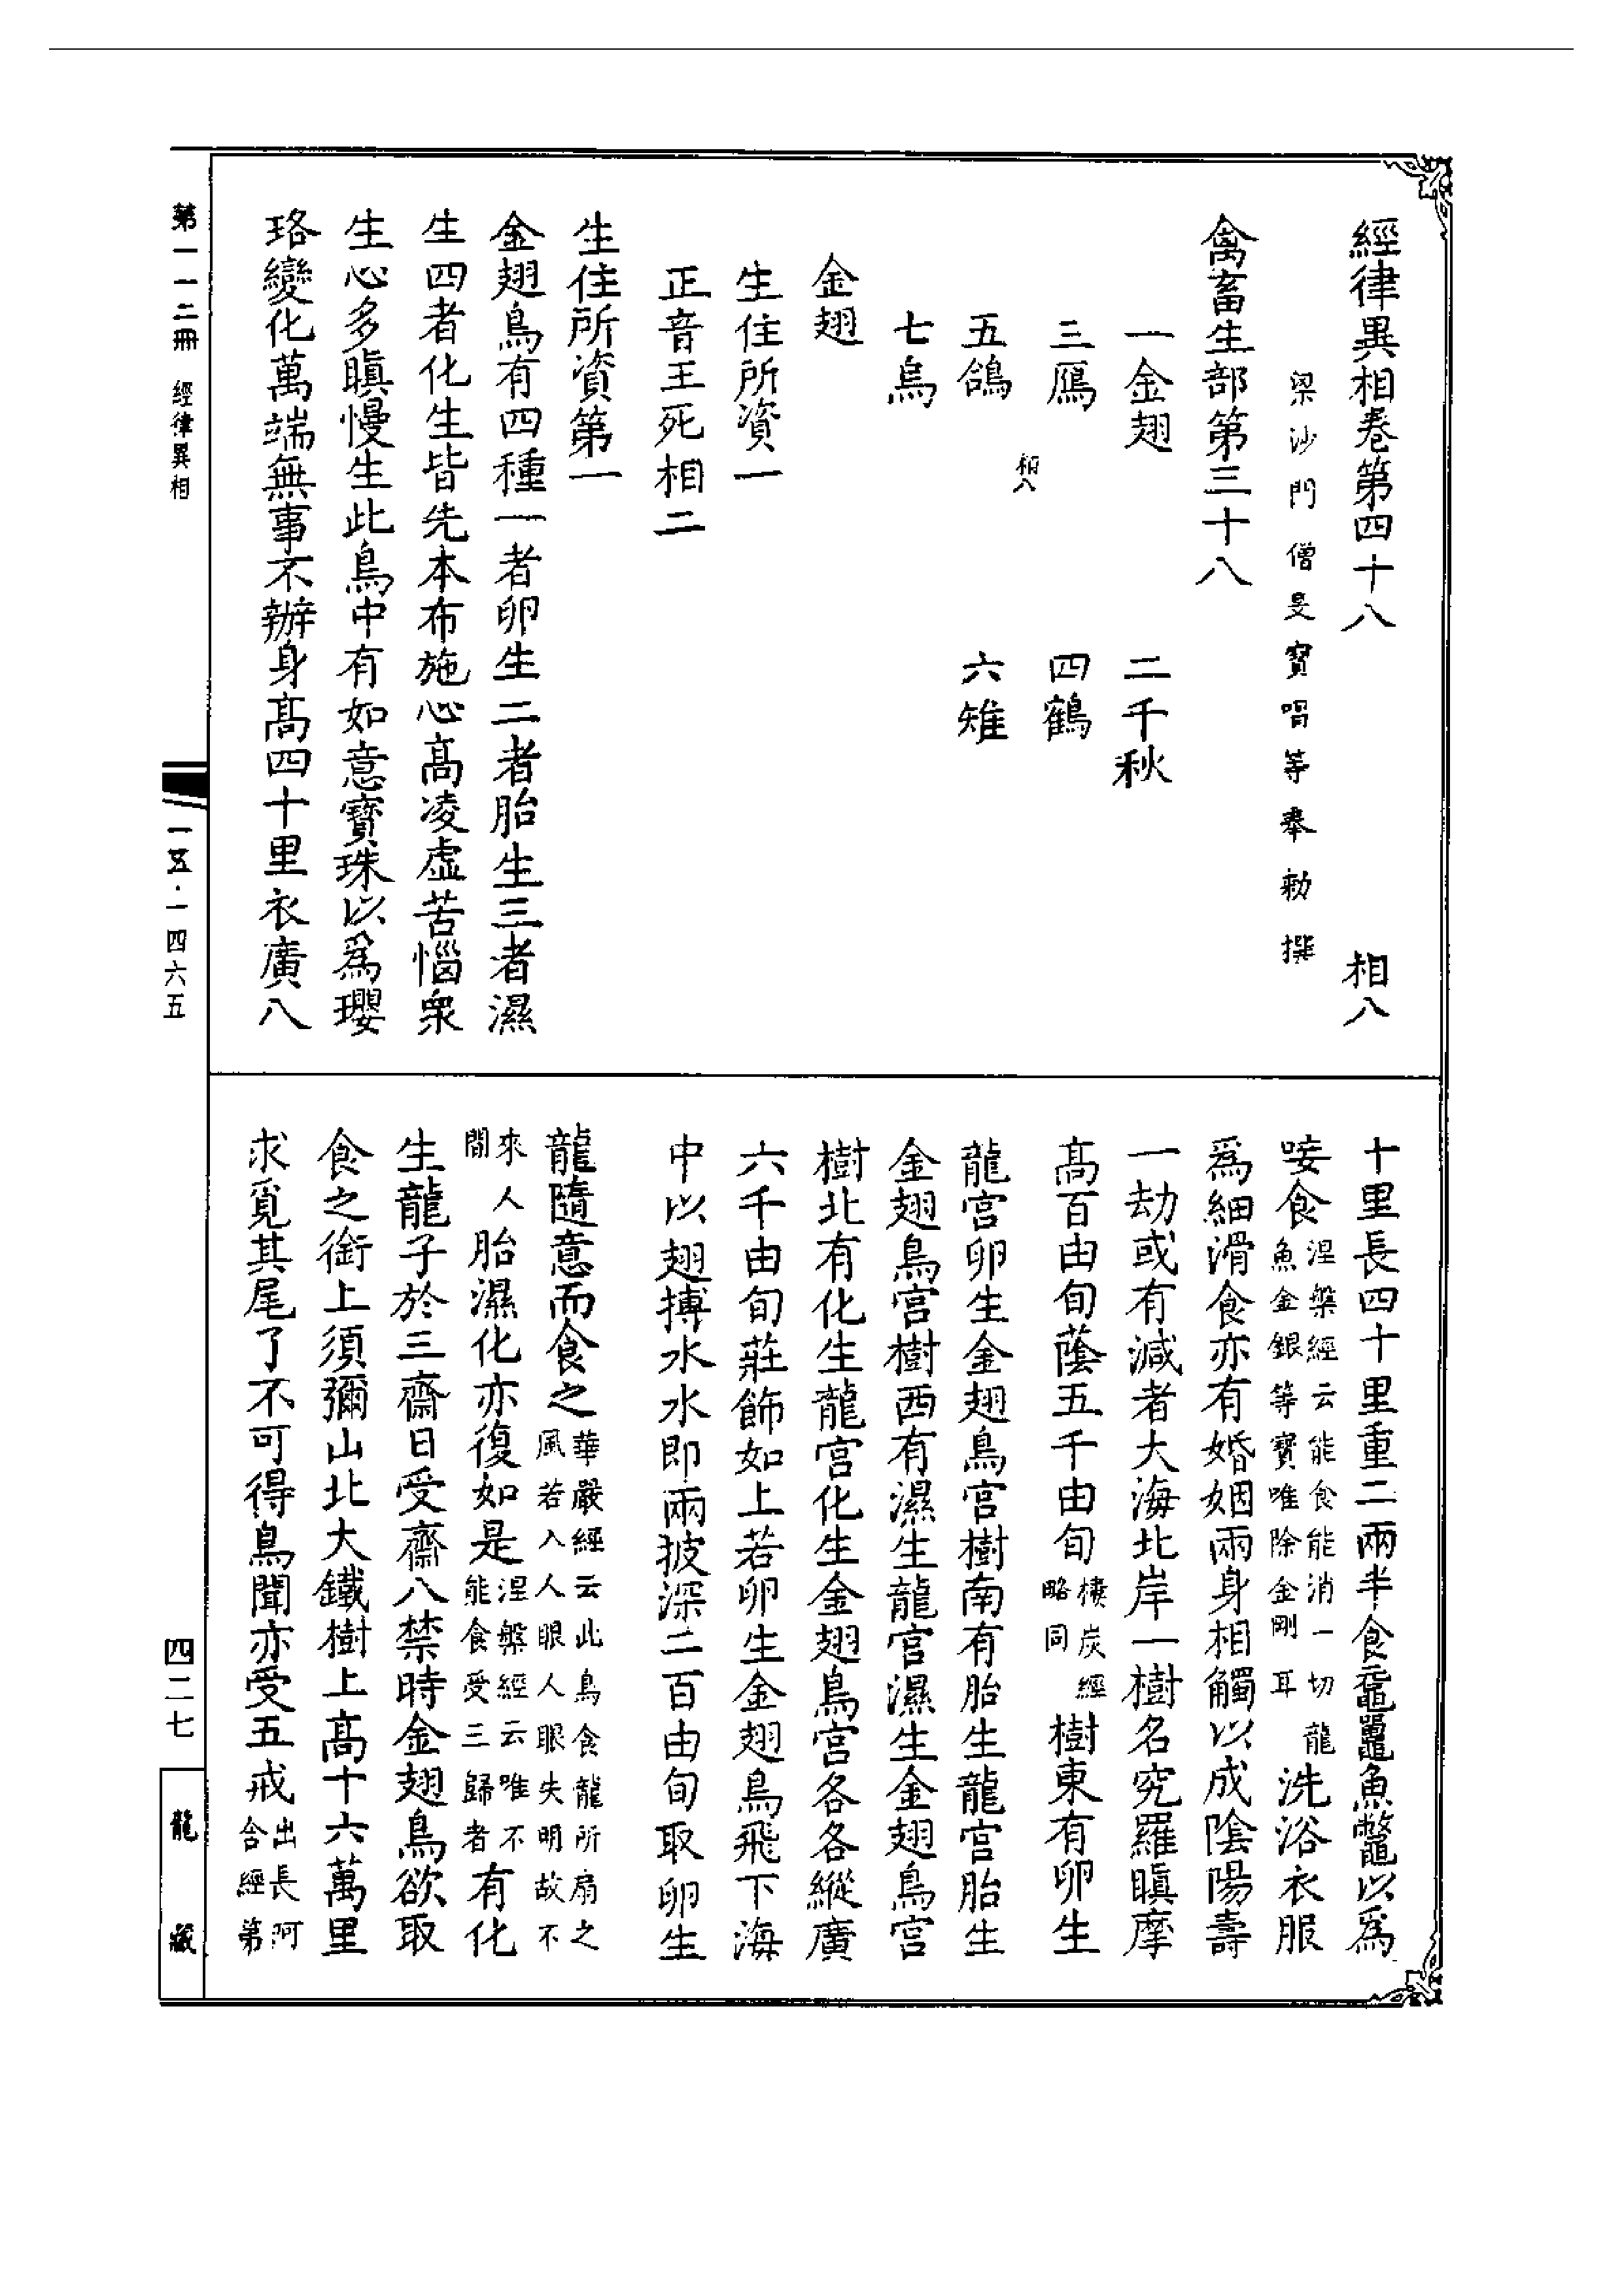 經律異相卷第四十八 相八
梁沙門僧旻寶唱等奉勅撰
禽畜生部第三十八
一金翅 二千秋
三鴈 四鶴
相八
五鴿 六雉
七烏
金翅
生住所資一
正音王死相二
生住所資第一
金翅鳥有四種一者卵生二者胎生三者濕
生四者化生皆先本布施心高凌虛苦惱衆
生心多瞋慢生此鳥中有如意寶珠以爲瓔
珞變化萬端無事不辦身高四十里衣廣八
十里長四十里重二兩半食黿鼉魚鼈以爲
唼食涅槃經云能食能消一切龍魚金銀等寶唯除金剛耳洗浴衣服
爲細滑食亦有婚姻兩身相觸以成陰陽壽
一劫或有減者大海北岸一樹名究羅瞋摩
高百由旬蔭五千由旬樓炭經略同樹東有卵生
龍宫卵生金翅鳥宫樹南有胎生龍宫胎生
金翅鳥宫樹西有濕生龍宫濕生金翅鳥宫
樹北有化生龍宫化生金翅鳥宫各各縱廣
六千由旬莊飾如上若卵生金翅鳥飛下海
中以翅搏水水即兩披深二百由旬取卵生
龍隨意而食之華嚴經云此鳥食龍所扇之風若入人眼人眼失明故不
來人間胎濕化亦復如是涅槃經云唯不能食受三歸者有化
生龍子於三齋日受齋八禁時金翅鳥欲取
食之銜上須彌山北大鐵樹上高十六萬里
求覓其尾了不可得鳥聞亦受五戒出長阿含經第
第一一二冊 經律異相
一五·一四六五
四二七
龍藏